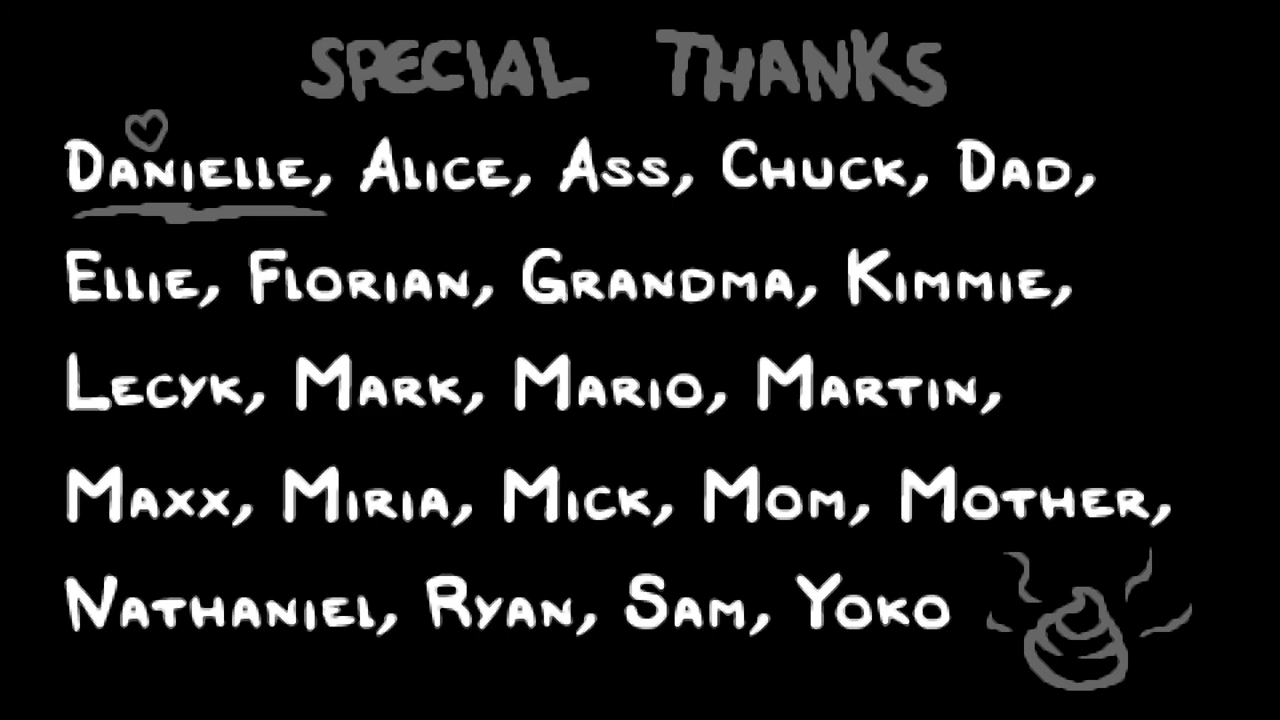 SPECIAL THANKS
Danielle, Alice, Ass, Chuck, Dad,
Ellie, Florian, Grandma, Kimmie,
Lecyk, Mark, Mario, Martin,
Maxx, Miria, Mick, Mom, Mother,
Nathaniel, Ryan, Sam, Yoko